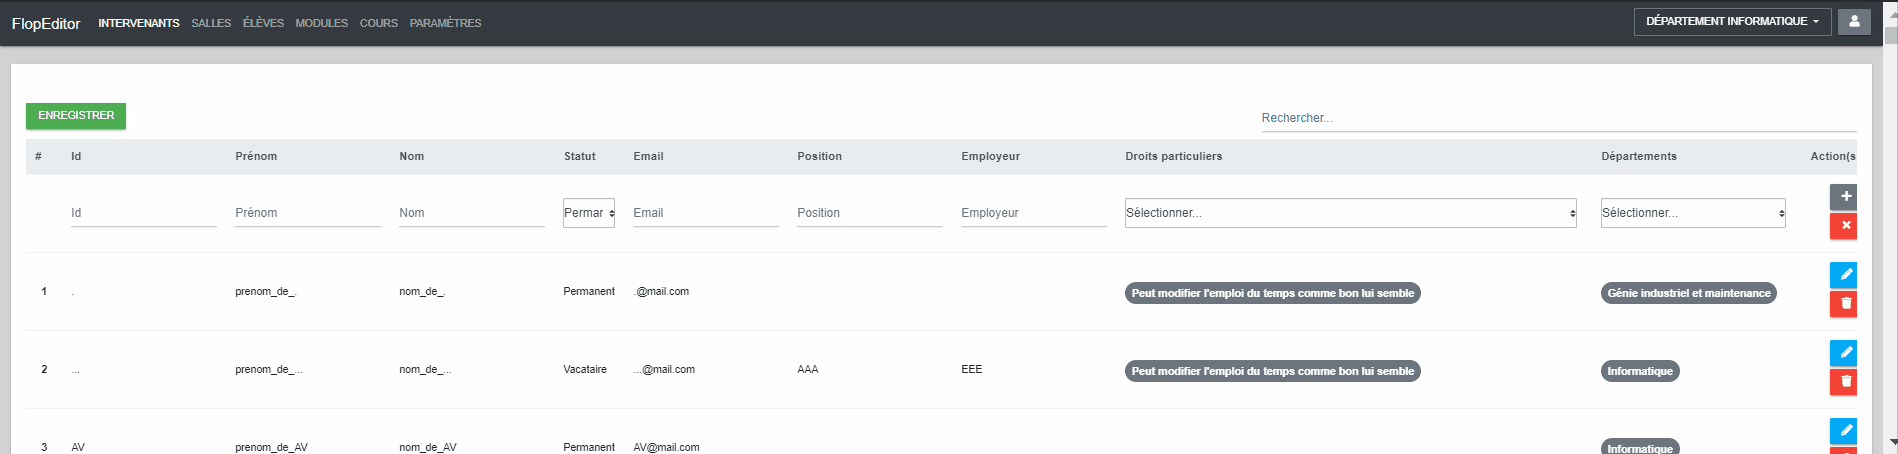 FlopEditor INTERVENANTS SALLES ÉLÈVES MODULES COURS PARAMÈTRES DÉPARTEMENT INFORMATIQUE
ENREGISTRER Rechercher...
# Id Prénom Nom Statut Email Position Employeur Droits particuliers Départements Action(s
Id Prénom Nom Permar Email Position Employeur Sélectionner... Sélectionner...
1 . prenom_de_. nom_de_. Permanent .@mail.com Peut modifier l'emploi du temps comme bon lui semble Génie industriel et maintenance
2 ... prenom_de_... nom_de_... Vacataire ...@mail.com AAA EEE Peut modifier l'emploi du temps comme bon lui semble Informatique
3 AV prenom_de_AV nom_de_AV Permanent AV@mail.com Informatique